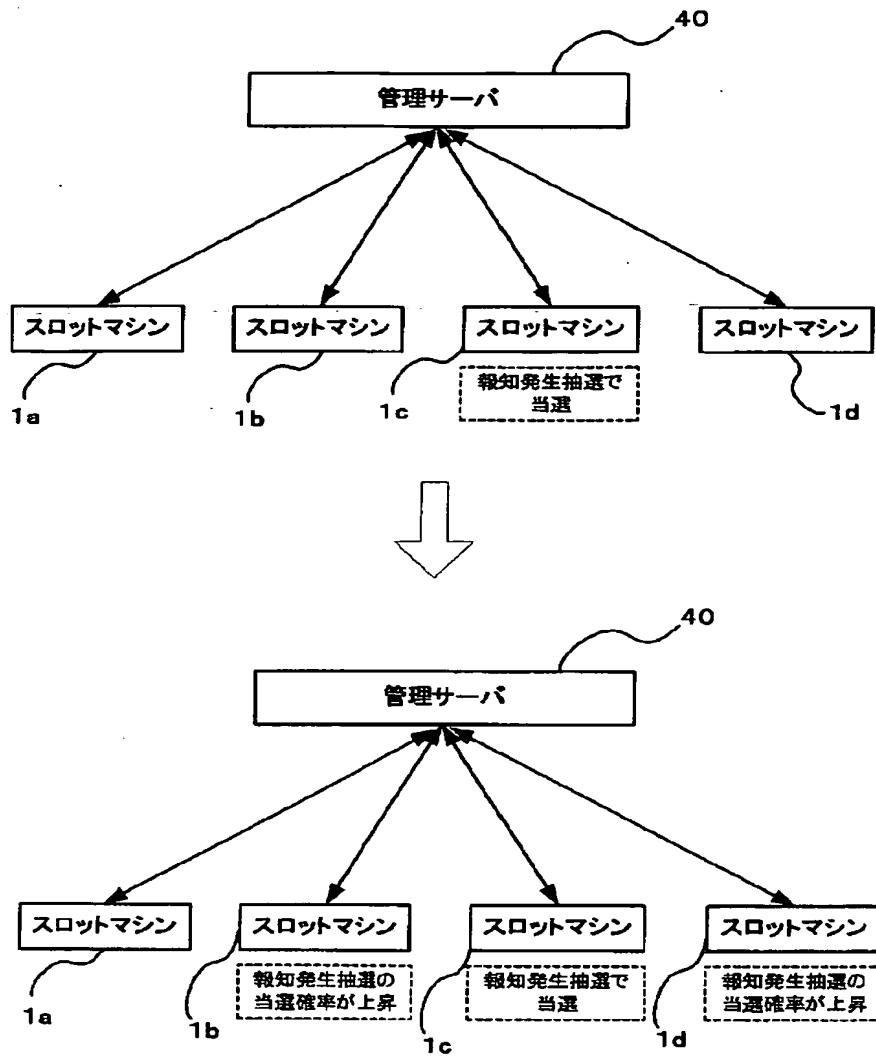 40
管理サーバ
スロットマシン
スロットマシン
スロットマシン
スロットマシン
1a
1b
1c
報知発生抽選で
当選
1d
40
管理サーバ
スロットマシン
スロットマシン
スロットマシン
スロットマシン
1a
1b
報知発生抽選の
当選確率が上昇
1c
報知発生抽選で
当選
1d
報知発生抽選の
当選確率が上昇